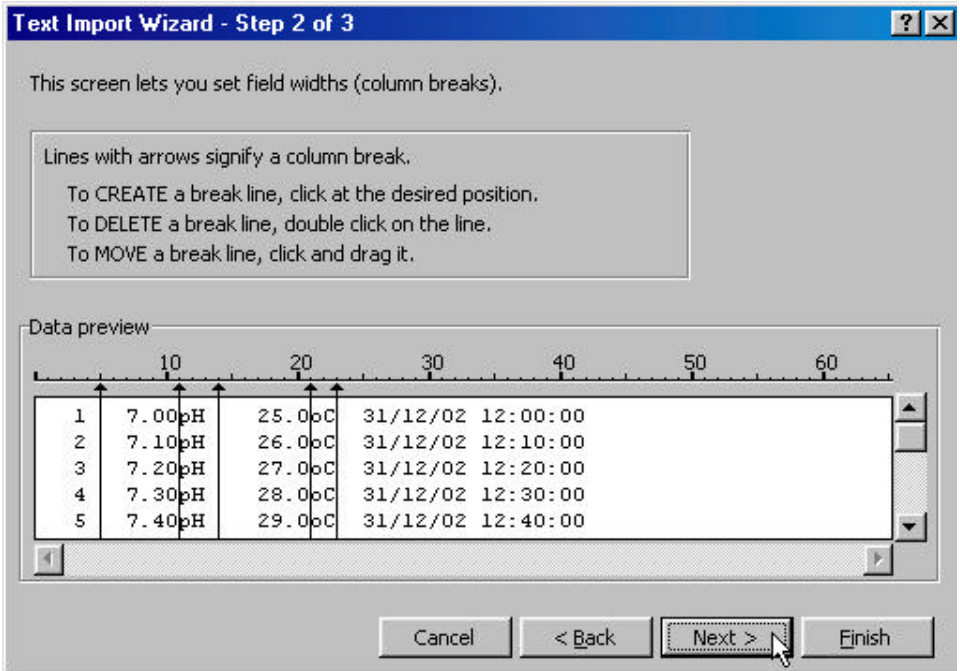 Text Import Wizard - Step 2 of 3
This screen lets you set field widths (column breaks).
Lines with arrows signify a column break.
To CREATE a break line, click at the desired position.
To DELETE a break line, double click on the line.
To MOVE a break line, click and drag it.
Data preview
10 20 30 40 50 60
1 7.00pH 25.0oC 31/12/02 12:00:00
2 7.10pH 26.0oC 31/12/02 12:10:00
3 7.20pH 27.0oC 31/12/02 12:20:00
4 7.30pH 28.0oC 31/12/02 12:30:00
5 7.40pH 29.0oC 31/12/02 12:40:00
Cancel < Back Next > Finish